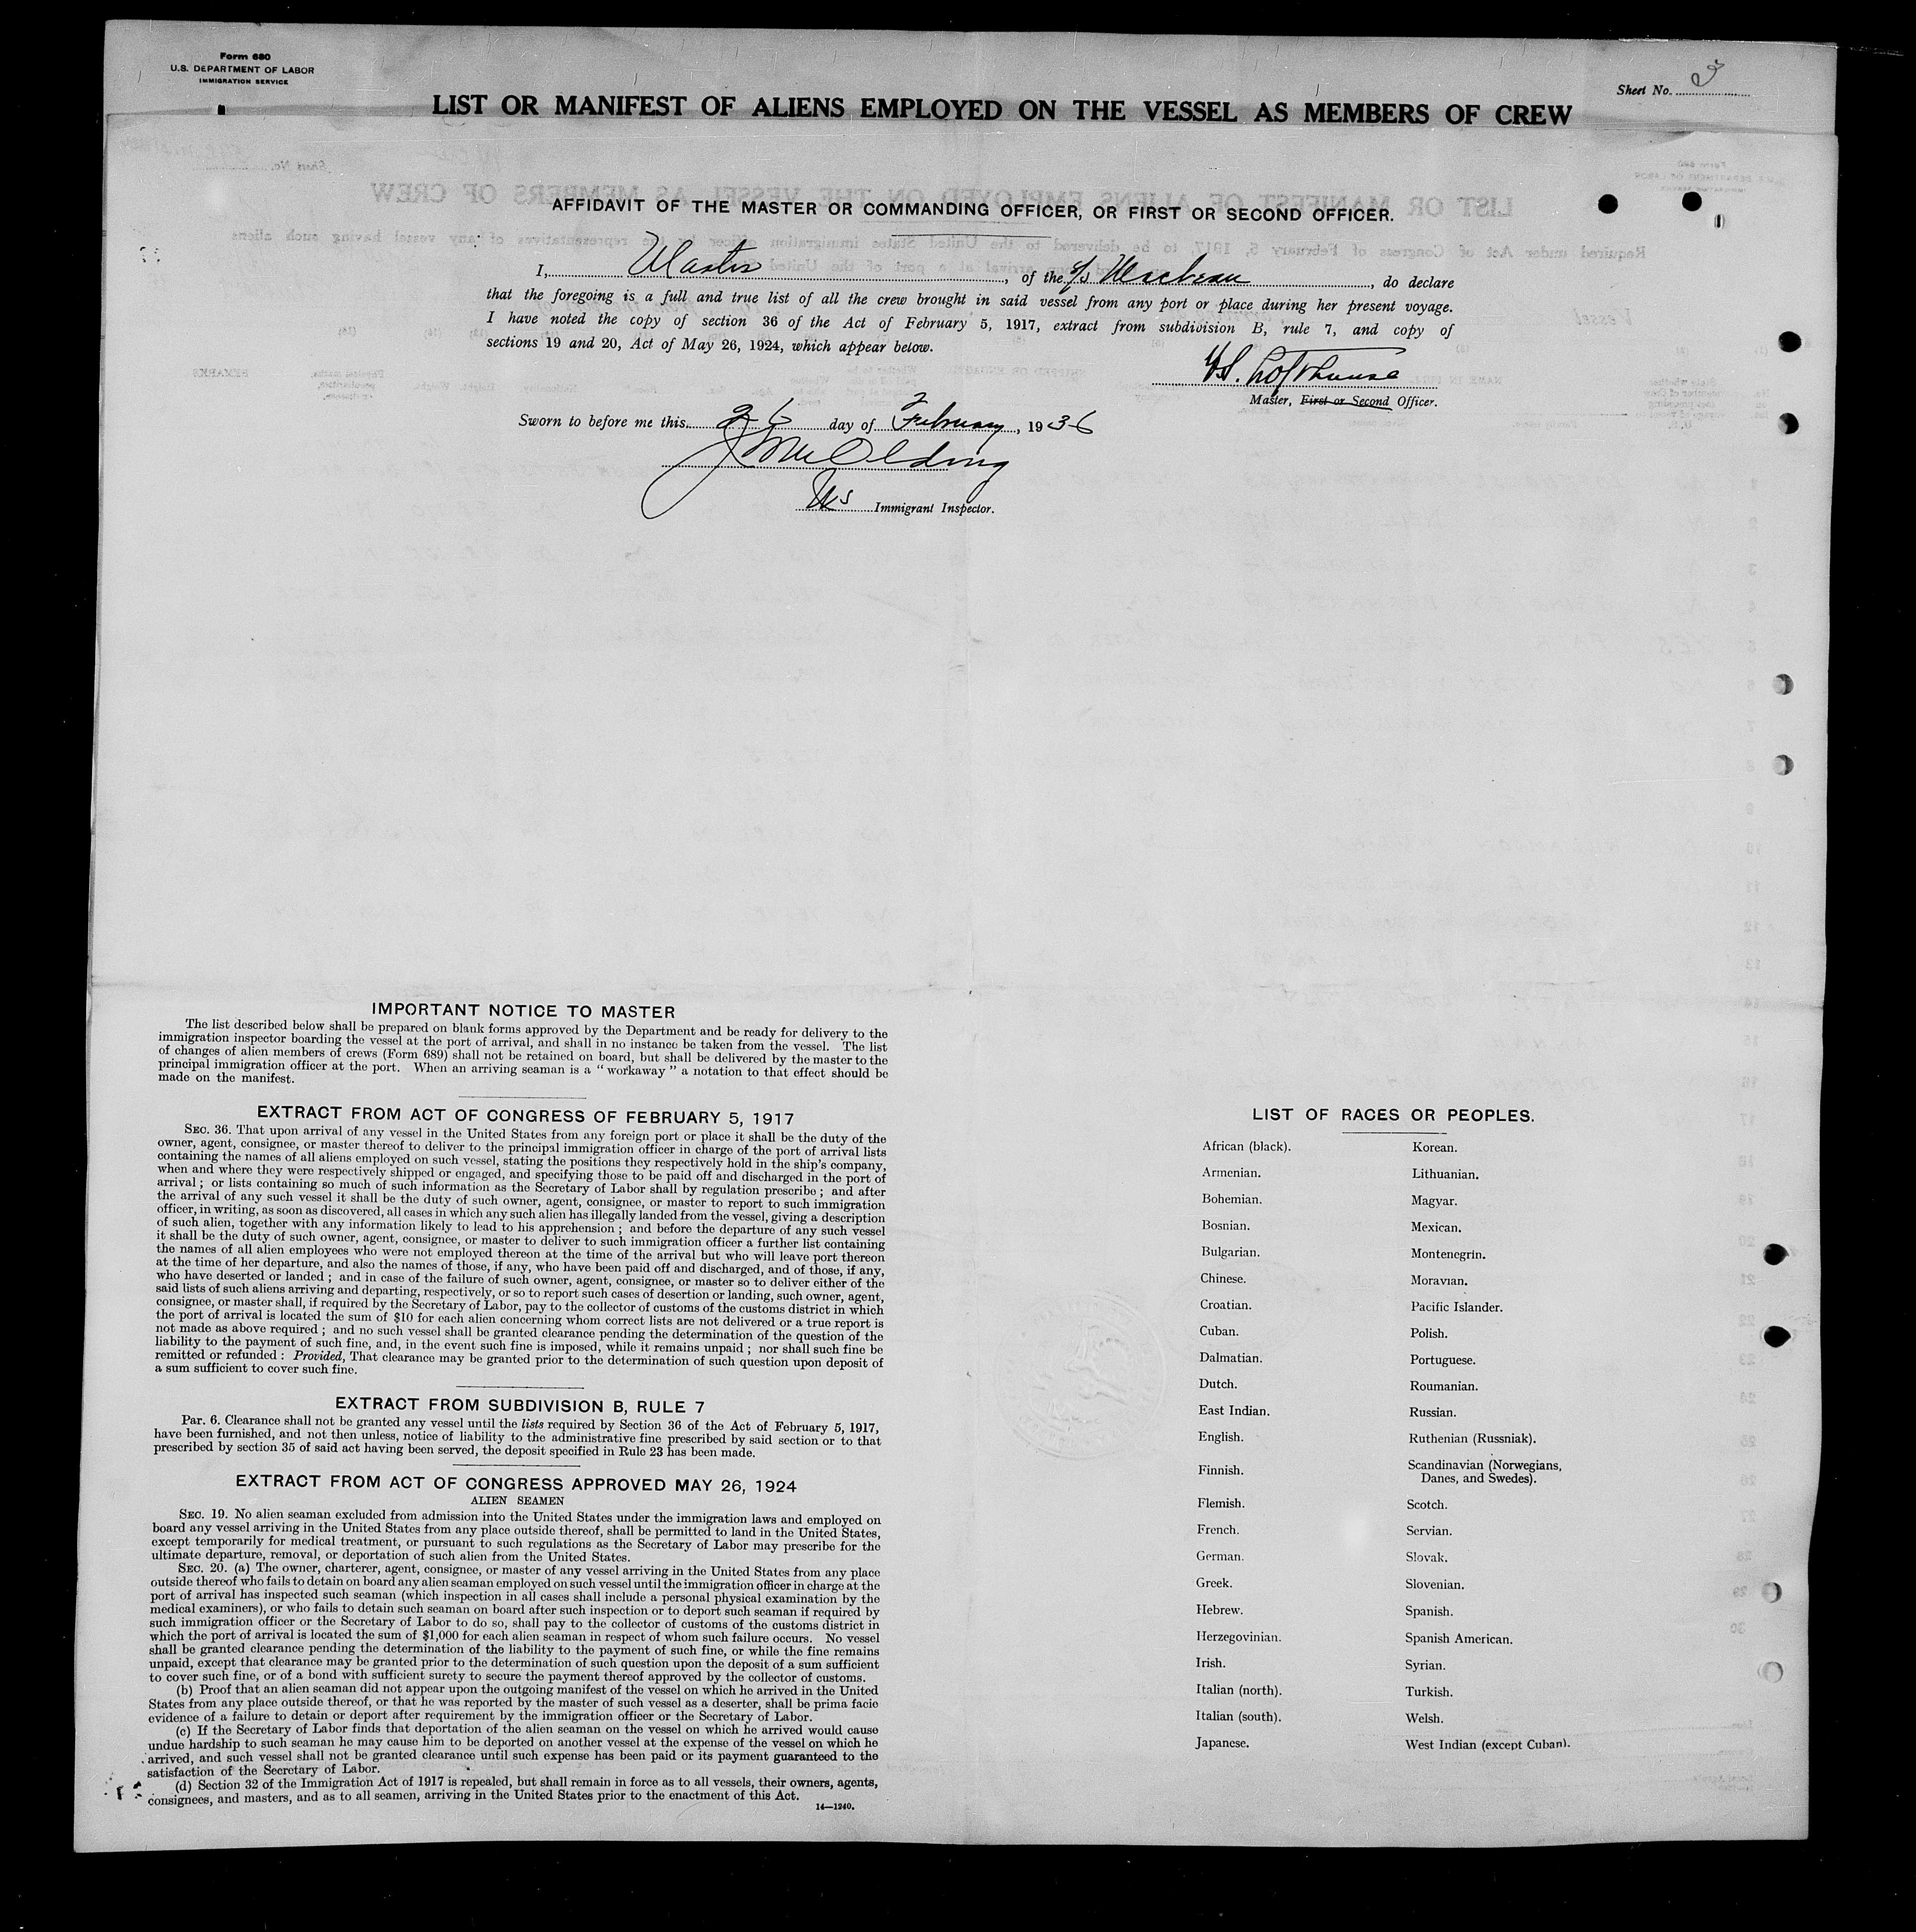 Form 680
U.S. DEPARTMENT OF LABOR
IMMIGRATION SERVICE
Sheet No. 3
LIST OR MANIFEST OF ALIENS EMPLOYED ON THE VESSEL AS MEMBERS OF CREW
AFFIDAVIT OF THE MASTER OR COMMANDING OFFICER, OR FIRST OR SECOND OFFICER.
I, Master, of the s/s, do declare
that the foregoing is a full and true list of all the crew brought in said vessel from any port or place during her present voyage.
I have noted the copy of section 36 of the Act of February 5, 1917, extract from subdivision B, rule 7, and copy of
sections 19 and 20, Act of May 26, 1924, which appear below.
Lofthouse
Master, First or Second Officer.
Sworn to before me this 26 day of February, 1936
US Immigrant Inspector.
IMPORTANT NOTICE TO MASTER
The list described below shall be prepared on blank forms approved by the Department and be ready for delivery to the
immigration inspector boarding the vessel at the port of arrival, and shall in no instance be taken from the vessel. The list
of changes of alien members of crews (Form 689) shall not be retained on board, but shall be delivered by the master to the
principal immigration officer at the port. When an arriving seaman is a "workaway" a notation to that effect should be
made on the manifest.
EXTRACT FROM ACT OF CONGRESS OF FEBRUARY 5, 1917
SEC. 36. That upon arrival of any vessel in the United States from any foreign port or place it shall be the duty of the
owner, agent, consignee, or master thereof to deliver to the principal immigration officer in charge of the port of arrival lists
containing the names of all aliens employed on such vessel, stating the positions they respectively hold in the ship's company,
when and where they were respectively shipped or engaged, and specifying those to be paid off and discharged in the port of
arrival; or lists containing so much of such information as the Secretary of Labor shall by regulation prescribe; and after
the arrival of any such vessel it shall be the duty of such owner, agent, consignee, or master to report to such immigration
officer, in writing, as soon as discovered, all cases in which any such alien has illegally landed from the vessel, giving a description
of such alien, together with any information likely to lead to his apprehension; and before the departure of any such vessel
it shall be the duty of such owner, agent, consignee, or master to deliver to such immigration officer a further list containing
the names of all alien employees who were not employed thereon at the time of the arrival but who will leave port thereon
at the time of her departure, and also the names of those, if any, who have been paid off and discharged, and of those, if any,
who have deserted or landed; and in case of the failure of such owner, agent, consignee, or master so to deliver either of the
said lists of such aliens arriving and departing, respectively, or so to report such cases of desertion or landing, such owner, agent,
consignee, or master shall, if required by the Secretary of Labor, pay to the collector of customs of the customs district in which
the port of arrival is located the sum of $10 for each alien concerning whom correct lists are not delivered or a true report is
not made as above required; and no such vessel shall be granted clearance pending the determination of the question of the
liability to the payment of such fine, and, in the event such fine is imposed, while it remains unpaid; nor shall such fine be
remitted or refunded: Provided, That clearance may be granted prior to the determination of such question upon deposit of
a sum sufficient to cover such fine.
EXTRACT FROM SUBDIVISION B, RULE 7
Par. 6. Clearance shall not be granted any vessel until the lists required by Section 36 of the Act of February 5, 1917,
have been furnished, and not then unless, notice of liability to the administrative fine prescribed by said section or to that
prescribed by section 35 of said act having been served, the deposit specified in Rule 23 has been made.
EXTRACT FROM ACT OF CONGRESS APPROVED MAY 26, 1924
ALIEN SEAMEN
SEC. 19. No alien seaman excluded from admission into the United States under the immigration laws and employed on
board any vessel arriving in the United States from any place outside thereof, shall be permitted to land in the United States,
except temporarily for medical treatment, or pursuant to such regulations as the Secretary of Labor may prescribe for the
ultimate departure, removal, or deportation of such alien from the United States.
SEC. 20. (a) The owner, charterer, agent, consignee, or master of any vessel arriving in the United States from any place
outside thereof who fails to detain on board any alien seaman employed on such vessel until the immigration officer in charge at the
port of arrival has inspected such seaman (which inspection in all cases shall include a personal physical examination by the
medical examiners), or who fails to detain such seaman on board after such inspection or to deport such seaman if required by
such immigration officer or the Secretary of Labor to do so, shall pay to the collector of customs of the customs district in
which the port of arrival is located the sum of $1,000 for each alien seaman in respect of whom such failure occurs. No vessel
shall be granted clearance pending the determination of the liability to the payment of such fine, or while the fine remains
unpaid, except that clearance may be granted prior to the determination of such question upon the deposit of a sum sufficient
to cover such fine, or of a bond with sufficient surety to secure the payment thereof approved by the collector of customs.
(b) Proof that an alien seaman did not appear upon the outgoing manifest of the vessel on which he arrived in the United
States from any place outside thereof, or that he was reported by the master of such vessel as a deserter, shall be prima facie
evidence of a failure to detain or deport after requirement by the immigration officer or the Secretary of Labor.
(c) If the Secretary of Labor finds that deportation of the alien seaman on the vessel on which he arrived would cause
undue hardship to such seaman he may cause him to be deported on another vessel at the expense of the vessel on which he
arrived, and such vessel shall not be granted clearance until such expense has been paid or its payment guaranteed to the
satisfaction of the Secretary of Labor.
(d) Section 32 of the Immigration Act of 1917 is repealed, but shall remain in force as to all vessels, their owners, agents,
consignees, and masters, and as to all seamen, arriving in the United States prior to the enactment of this Act.
14—1240.
LIST OF RACES OR PEOPLES.
African (black). Korean.
Armenian. Lithuanian.
Bohemian. Magyar.
Bosnian. Mexican.
Bulgarian. Montenegrin.
Chinese. Moravian.
Croatian. Pacific Islander.
Cuban. Polish.
Dalmatian. Portuguese.
Dutch. Roumanian.
East Indian. Russian.
English. Ruthenian (Russniak).
Finnish. Scandinavian (Norwegians,
Danes, and Swedes).
Flemish. Scotch.
French. Servian.
German. Slovak.
Greek. Slovenian.
Hebrew. Spanish.
Herzegovinian. Spanish American.
Irish. Syrian.
Italian (north). Turkish.
Italian (south). Welsh.
Japanese. West Indian (except Cuban).